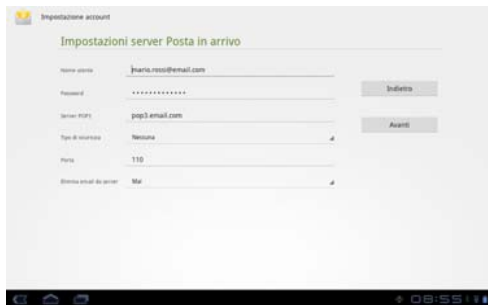 Impostazione account
Impostazioni server Posta in arrivo
Nome utente mario.rossi@email.com
Password •••••••••••••
Indietro
Server POP3 pop3.email.com
Avanti
Tipo di sicurezza Nessuna
Porta 110
Elimina email da server Mai
08:55